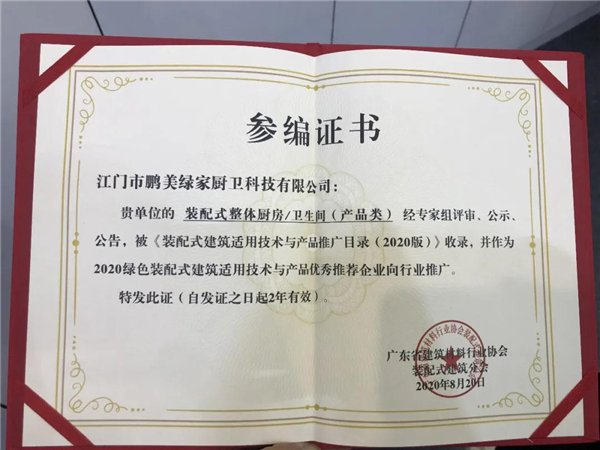 参编证书
江门市鹏美绿家厨卫科技有限公司：
贵单位的 装配式整体厨房/卫生间（产品类） 经专家组评审、公示、
公告，被《装配式建筑适用技术与产品推广目录（2020版）》收录，并作为
2020绿色装配式建筑适用技术与产品优秀推荐企业向行业推广。
特发此证（自发证之日起2年有效）。
广东省建筑材料行业协会
装配式建筑分会
2020年8月20日